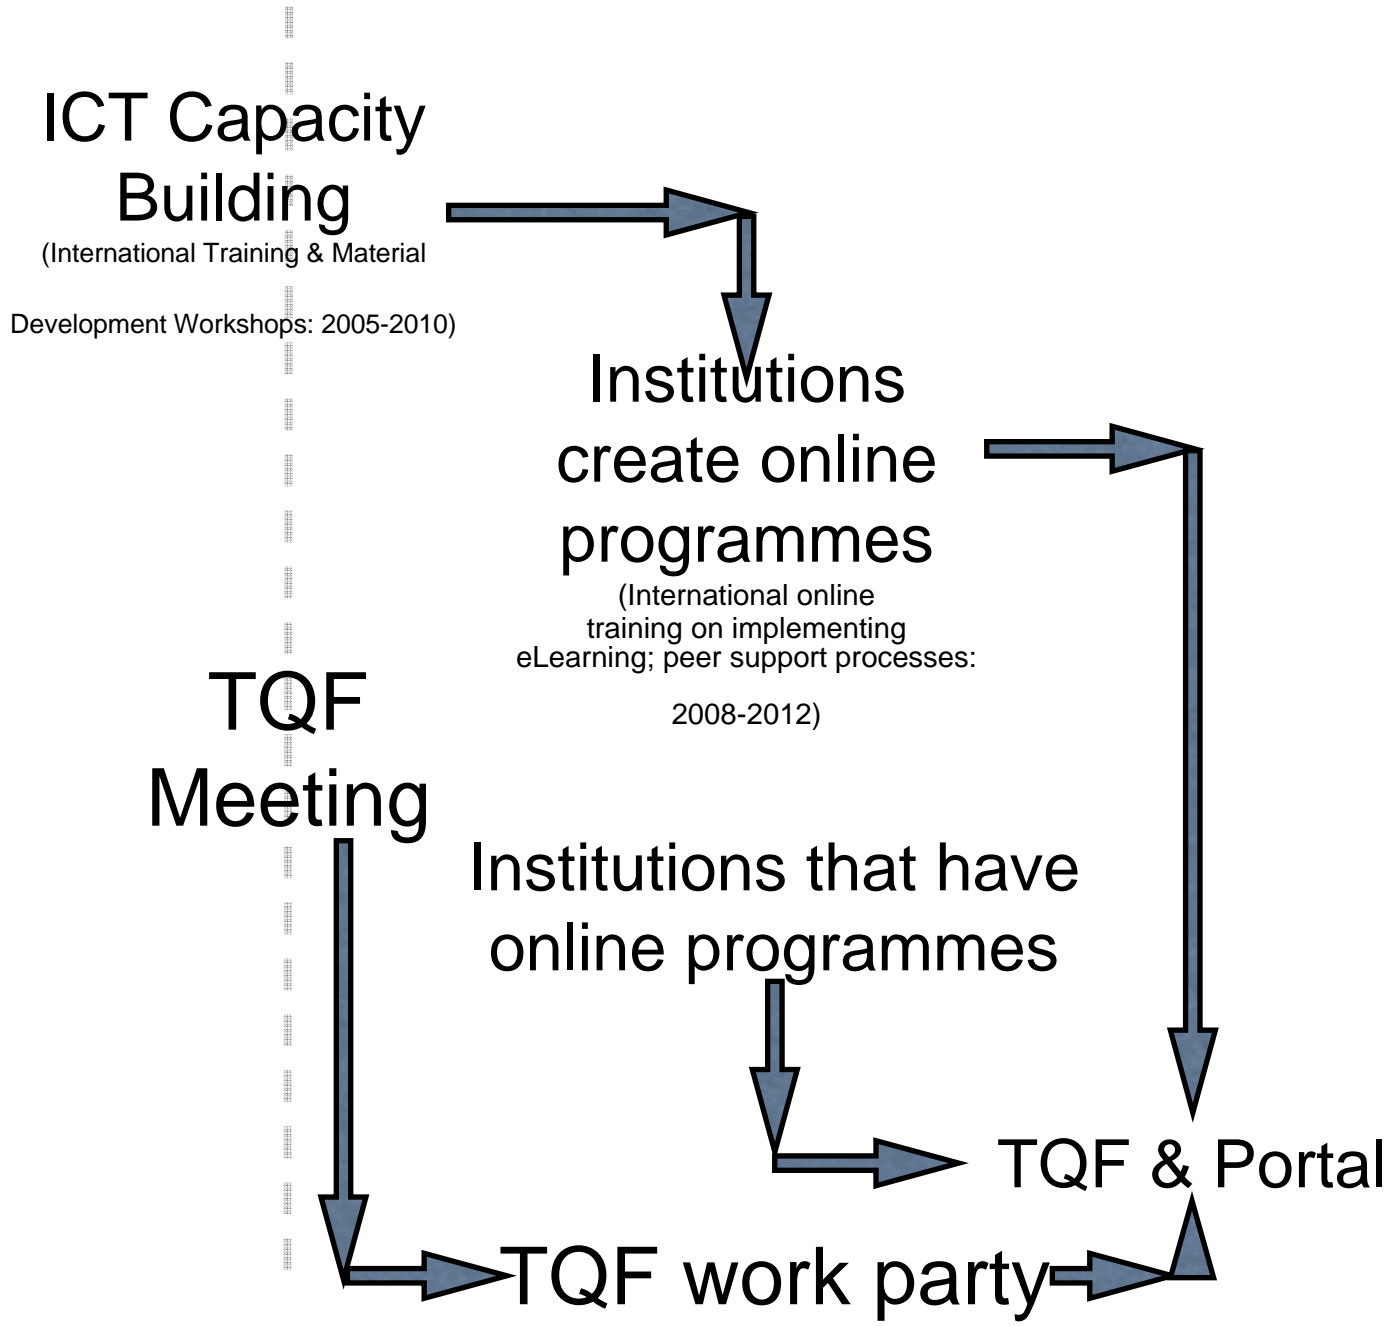 ICT Capacity
Building
(International Training & Material
Development Workshops: 2005-2010)
Institutions
create online
programmes
(International online
training on implementing
eLearning; peer support processes:
2008-2012)
TQF
Meeting
Institutions that have
online programmes
TQF & Portal
TQF work party